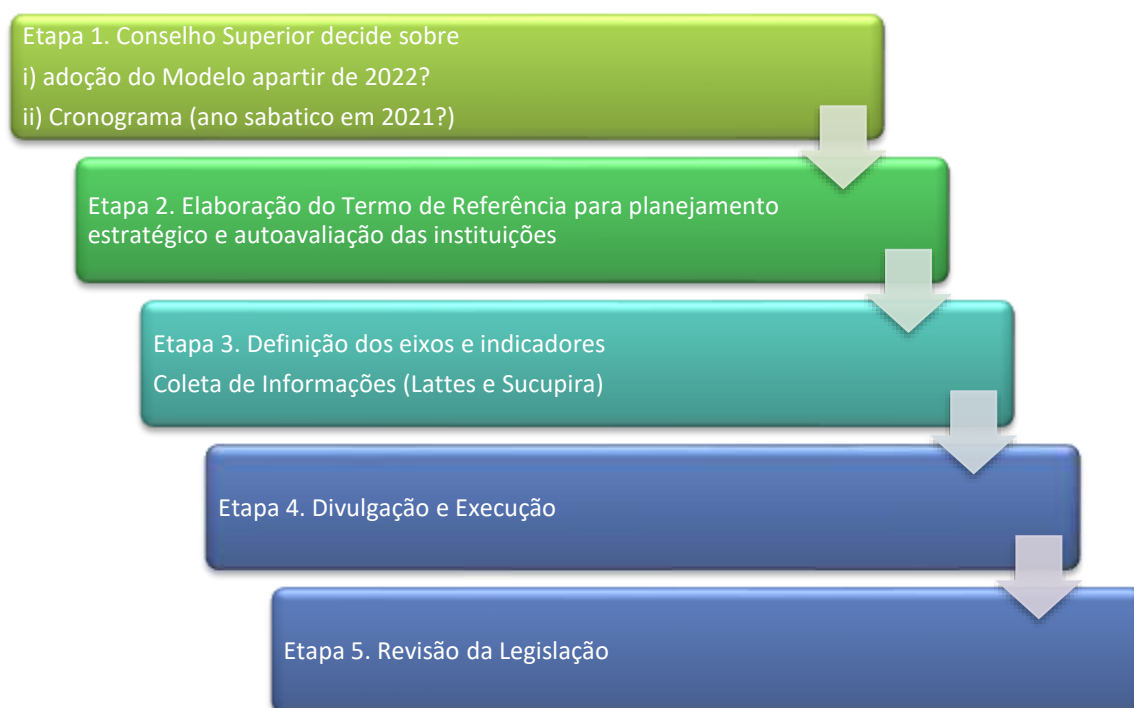 Etapa 1. Conselho Superior decide sobre
i) adoção do Modelo apartir de 2022?
ii) Cronograma (ano sabatico em 2021?)
Etapa 2. Elaboração do Termo de Referência para planejamento
estratégico e autoavaliação das instituições
Etapa 3. Definição dos eixos e indicadores
Coleta de Informações (Lattes e Sucupira)
Etapa 4. Divulgação e Execução
Etapa 5. Revisão da Legislação